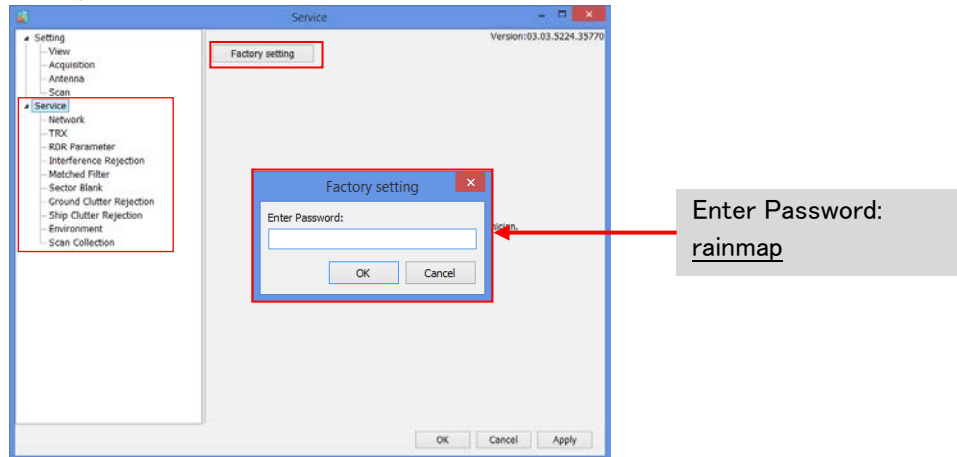 Service
Version:03.03.5224.35770
Setting
View
Acquisition
Antenna
Scan
Service
Network
TRX
RDR Parameter
Interference Rejection
Matched Filter
Sector Blank
Ground Clutter Rejection
Ship Clutter Rejection
Environment
Scan Collection
Factory setting
Factory setting
Enter Password:
OK Cancel
Enter Password:
rainmap
OK Cancel Apply